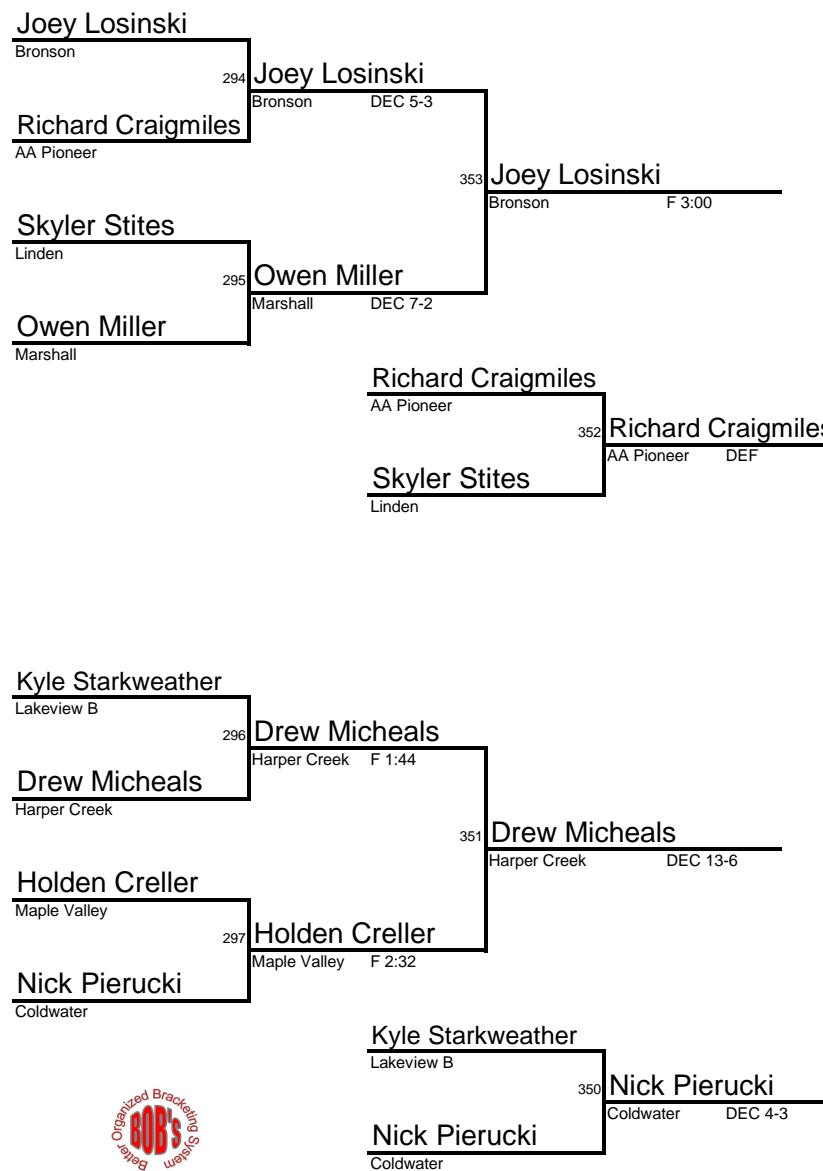 Joey Losinski
Bronson
294
Joey Losinski
Bronson DEC 5-3
Richard Craigmiles
AA Pioneer
353
Joey Losinski
Bronson F 3:00
Skyler Stites
Linden
295
Owen Miller
Marshall DEC 7-2
Owen Miller
Marshall
Richard Craigmiles
AA Pioneer
352
Richard Craigmiles
AA Pioneer DEF
Skyler Stites
Linden
Kyle Starkweather
Lakeview B
296
Drew Micheals
Harper Creek F 1:44
Drew Micheals
Harper Creek
351
Drew Micheals
Harper Creek DEC 13-6
Holden Creller
Maple Valley
297
Holden Creller
Maple Valley F 2:32
Nick Pierucki
Coldwater
Kyle Starkweather
Lakeview B
350
Nick Pierucki
Coldwater DEC 4-3
Nick Pierucki
Coldwater
Better Organized Bracketing System
BOB'S